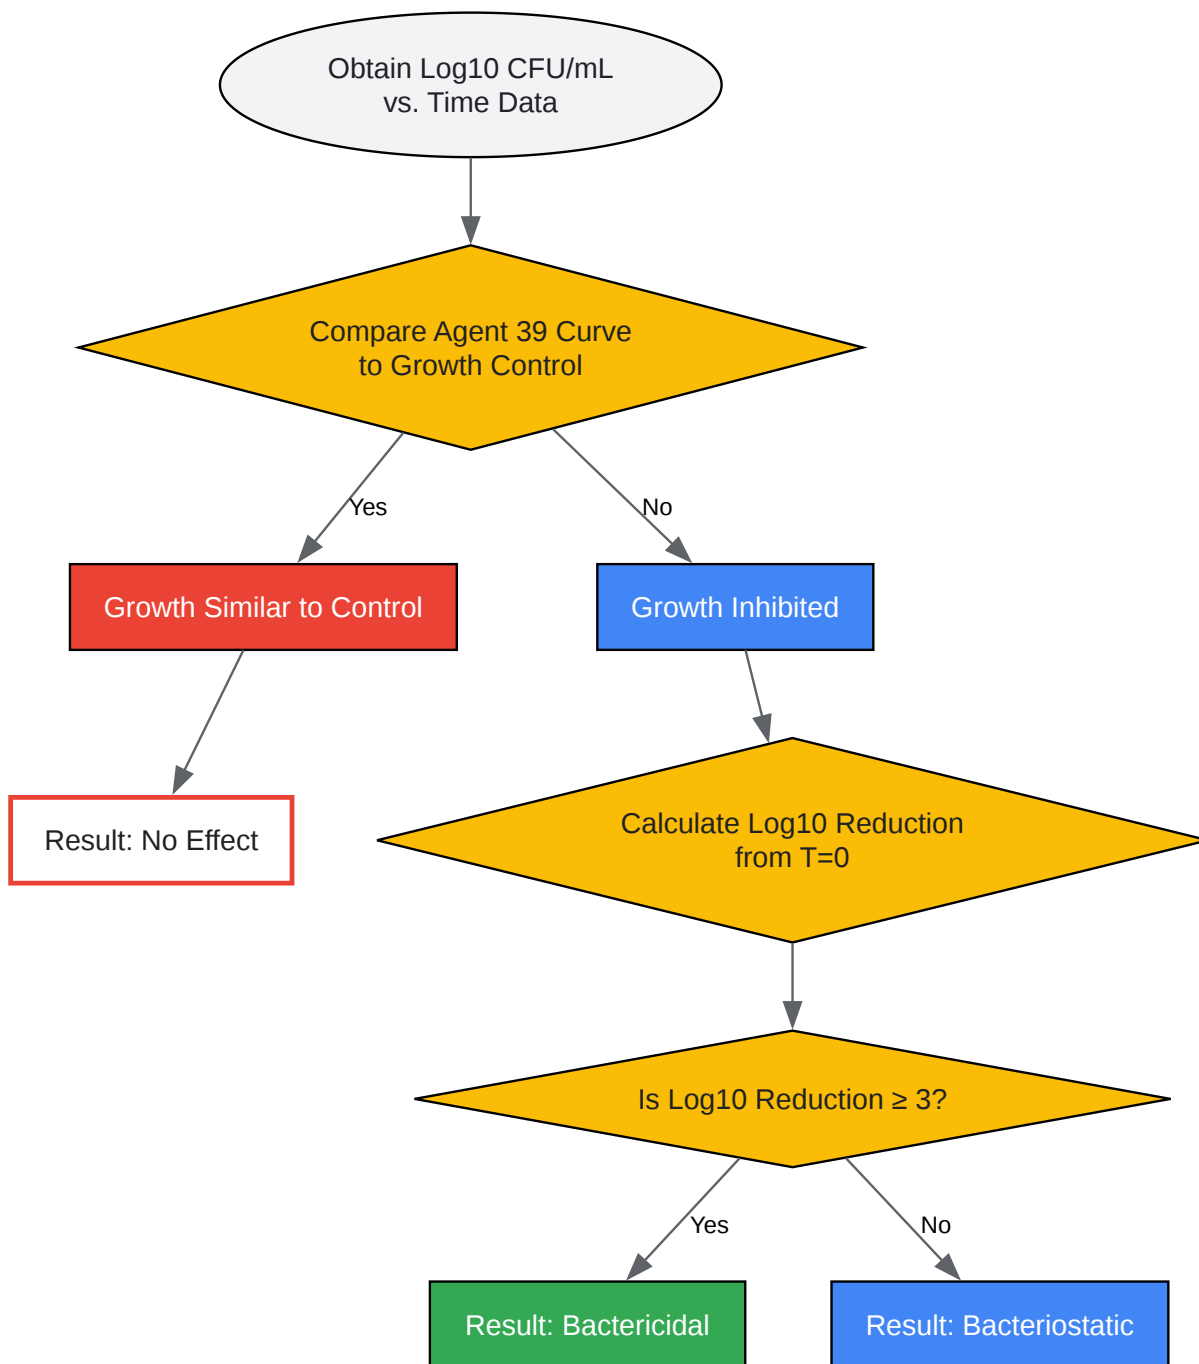 Obtain Log10 CFU/mL
vs. Time Data
Compare Agent 39 Curve
to Growth Control
Yes
No
Growth Similar to Control
Growth Inhibited
Result: No Effect
Calculate Log10 Reduction
from T=0
Is Log10 Reduction ≥ 3?
Yes
No
Result: Bactericidal
Result: Bacteriostatic